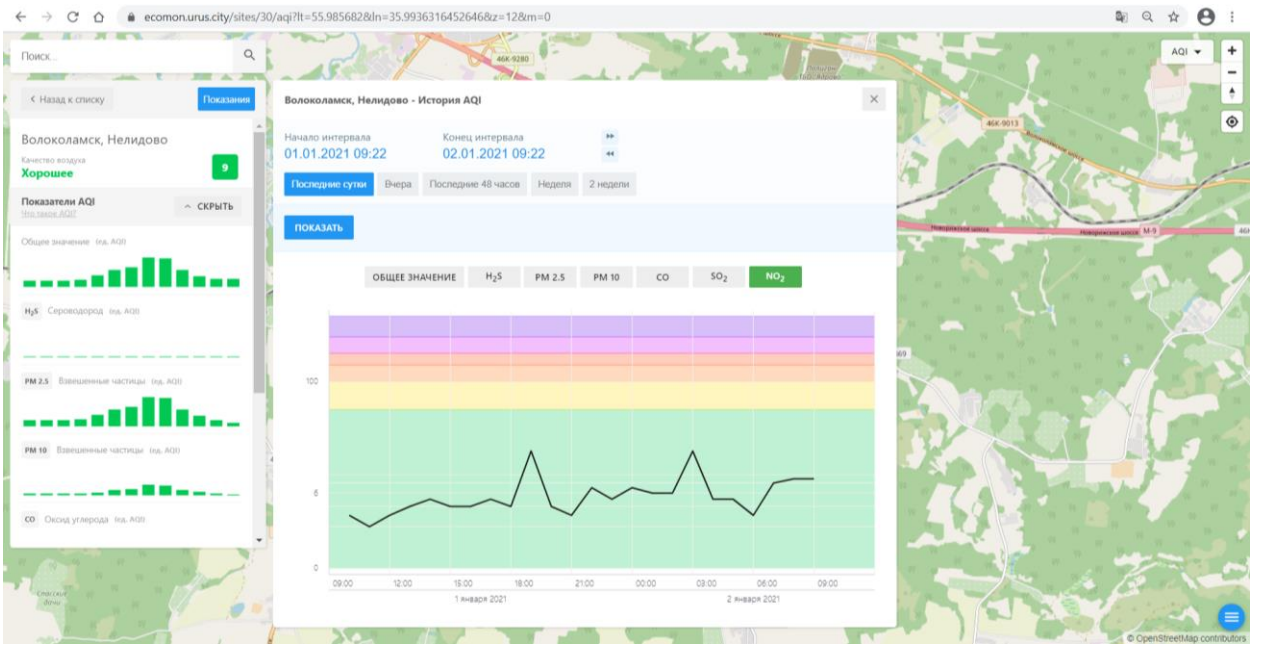 ecomon.urus.city/sites/30/aqi?lt=55.985682&ln=35.9936316452646&z=12&m=0
Поиск...
46К-9280
AQI
< Назад к списку
Показания
Волоколамск, Нелидово - История AQI
46К-9013
Волоколамск, Нелидово
Качество воздуха
Хорошее
9
Начало интервала
Конец интервала
01.01.2021 09:22
02.01.2021 09:22
Последние сутки
Вчера
Последние 48 часов
Неделя
2 недели
Показатели AQI
СКРЫТЬ
Что такое AQI?
ПОКАЗАТЬ
Новорижское шоссе
Новорижское шоссе
М-9
Общее значение (ед. AQI)
ОБЩЕЕ ЗНАЧЕНИЕ
H₂S
PM 2.5
PM 10
CO
SO₂
NO₂
H₂S Сероводород (ед. AQI)
PM 2.5 Взвешенные частицы (ед. AQI)
PM 10 Взвешенные частицы (ед. AQI)
CO Оксид углерода (ед. AQI)
100
6
0
09:00
12:00
15:00
18:00
21:00
00:00
03:00
06:00
09:00
1 января 2021
2 января 2021
© OpenStreetMap contributors